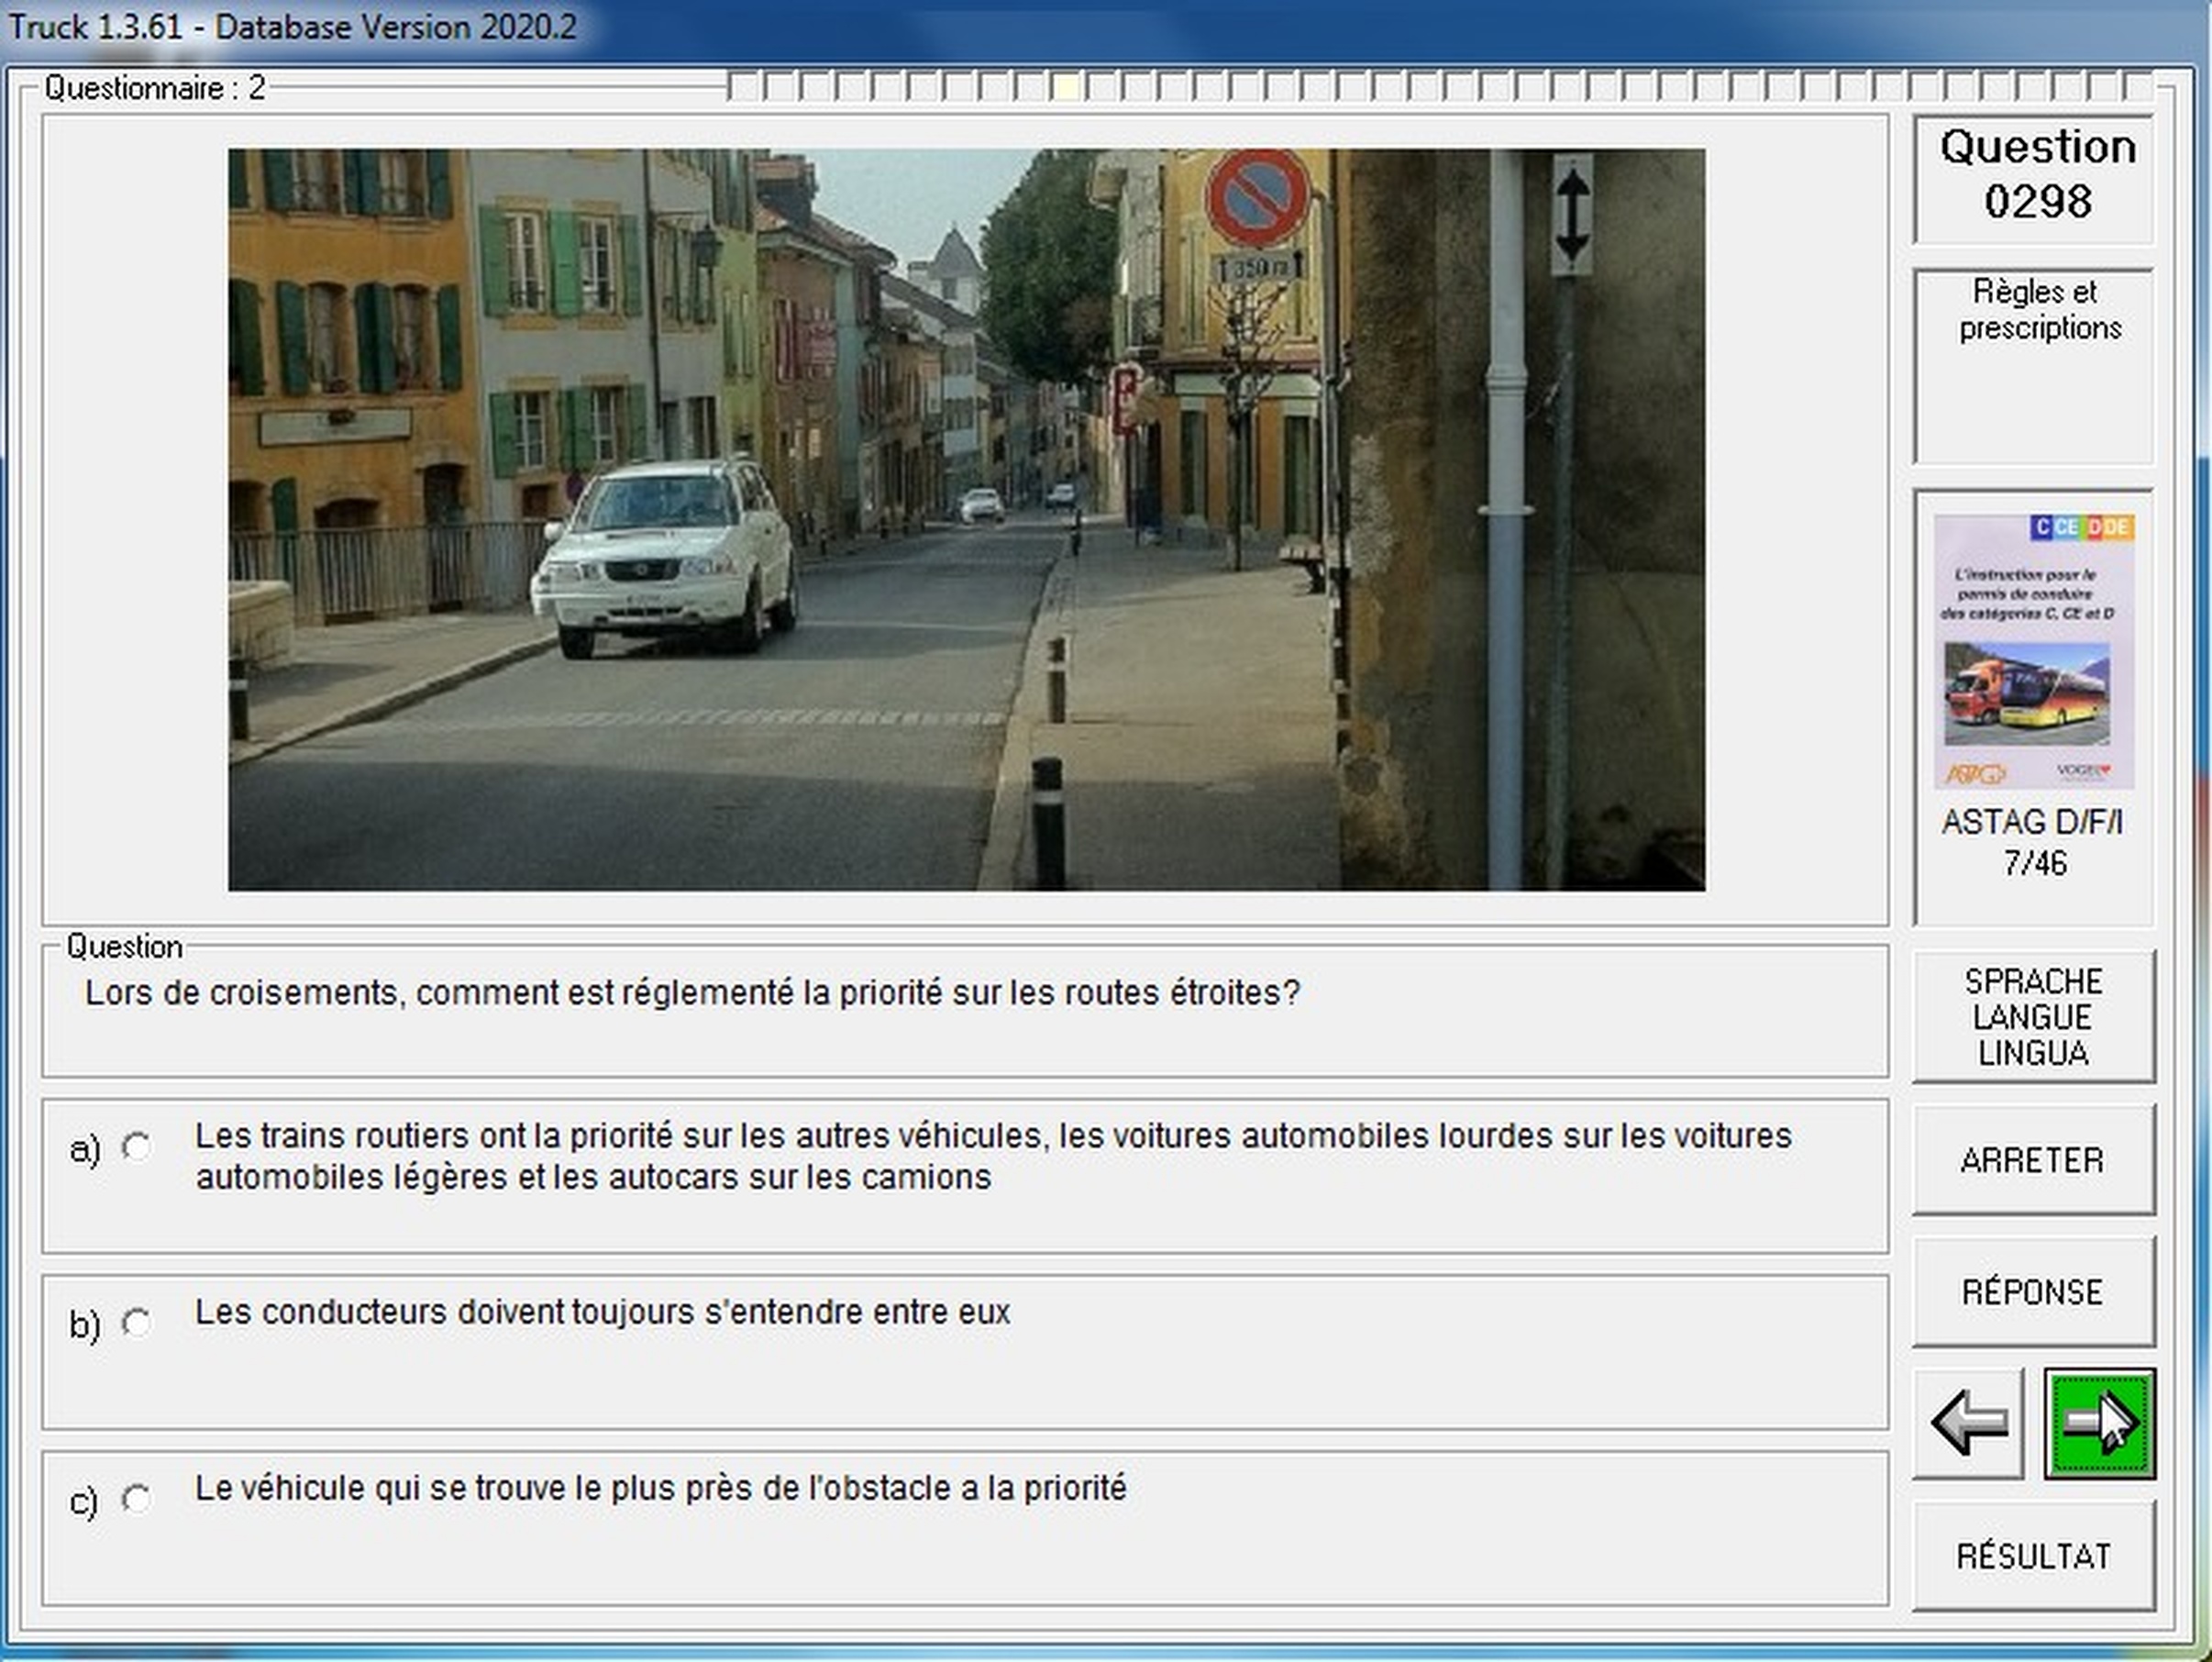 Truck 1.3.61 - Database Version 2020.2
Questionnaire : 2
Question
0298
Règles et
prescriptions
350 m
C CE D DE
L'instruction pour le
permis de conduire
des catégories C, CE et D
ASTAG
VOGEL
ASTAG D/F/I
7/46
Question
Lors de croisements, comment est réglementé la priorité sur les routes étroites?
a) Les trains routiers ont la priorité sur les autres véhicules, les voitures automobiles lourdes sur les voitures
automobiles légères et les autocars sur les camions
b) Les conducteurs doivent toujours s'entendre entre eux
c) Le véhicule qui se trouve le plus près de l'obstacle a la priorité
SPRACHE
LANGUE
LINGUA
ARRETER
RÉPONSE
RÉSULTAT